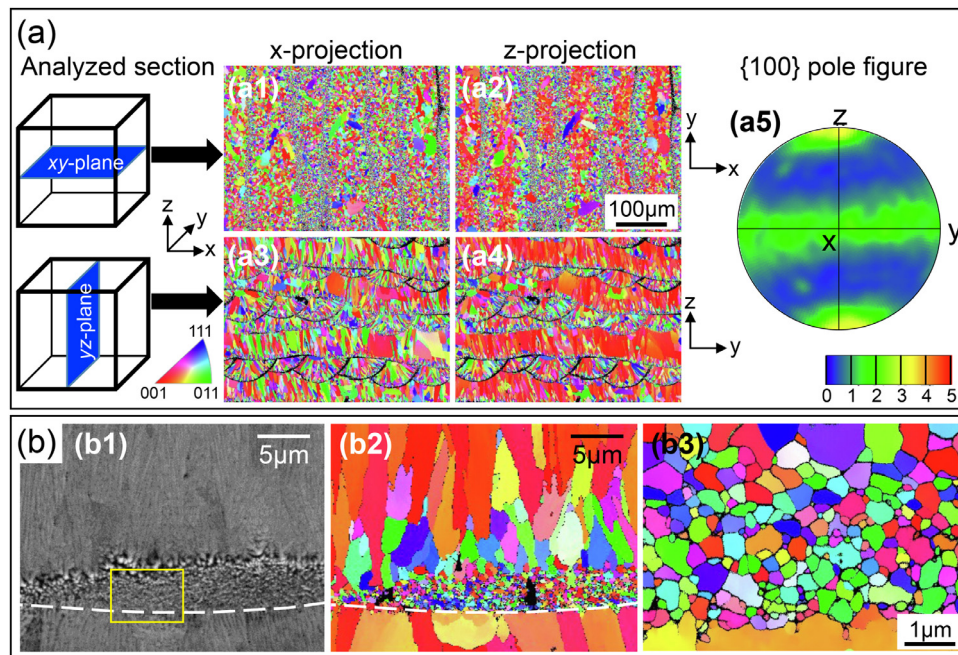 (a)
x-projection
z-projection
Analyzed section
{100} pole figure
(a1)
(a2)
(a5)
z
xy-plane
y
x
100μm
z
y
x
x
y
(a3)
(a4)
yz-plane
z
y
111
001
011
0 1 2 3 4 5
(b)
(b1)
5μm
(b2)
5μm
(b3)
1μm